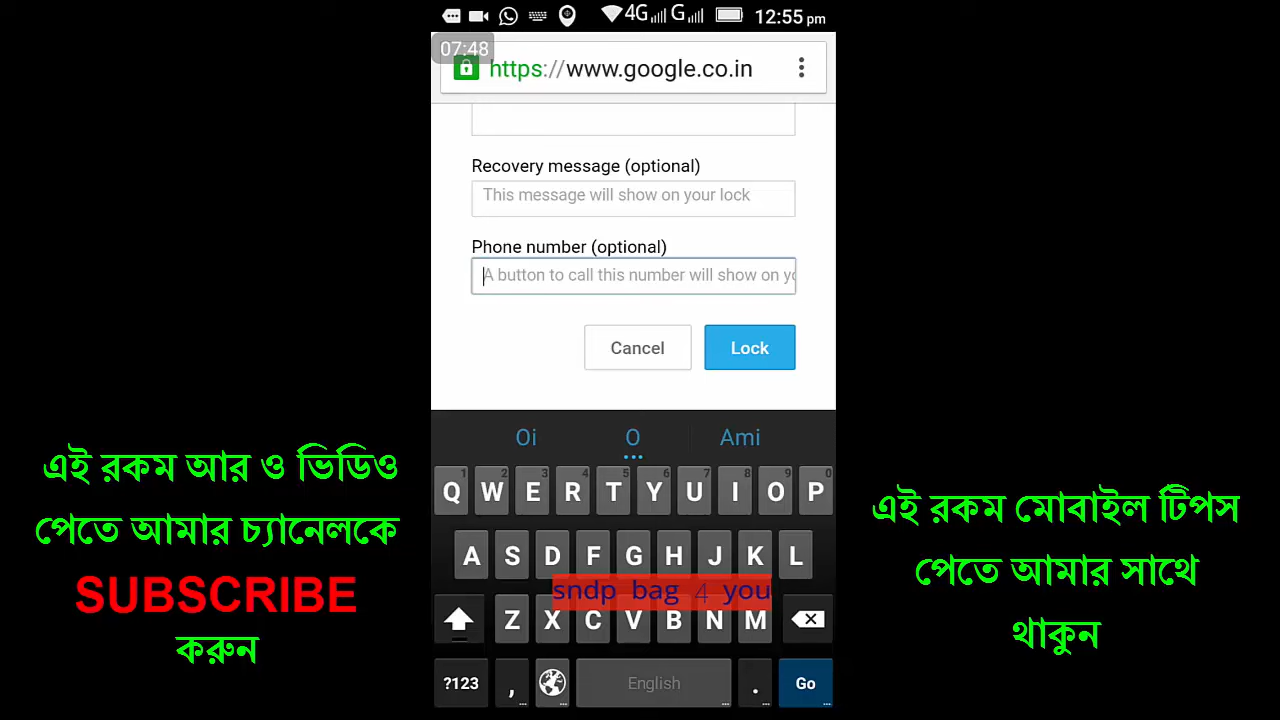 4G G 12:55 pm
07:48
https://www.google.co.in
Recovery message (optional)
This message will show on your lock
Phone number (optional)
A button to call this number will show on yo
Cancel Lock
Oi O Ami
1 2 3 4 5 6 7 8 9 0
Q W E R T Y U I O P
A S D F G H J K L
sndp bag 4 you
Z X C V B N M
?123 , English . Go
এই রকম আর ও ভিডিও
পেতে আমার চ্যানেলকে
SUBSCRIBE
করুন
এই রকম মোবাইল টিপস
পেতে আমার সাথে
থাকুন